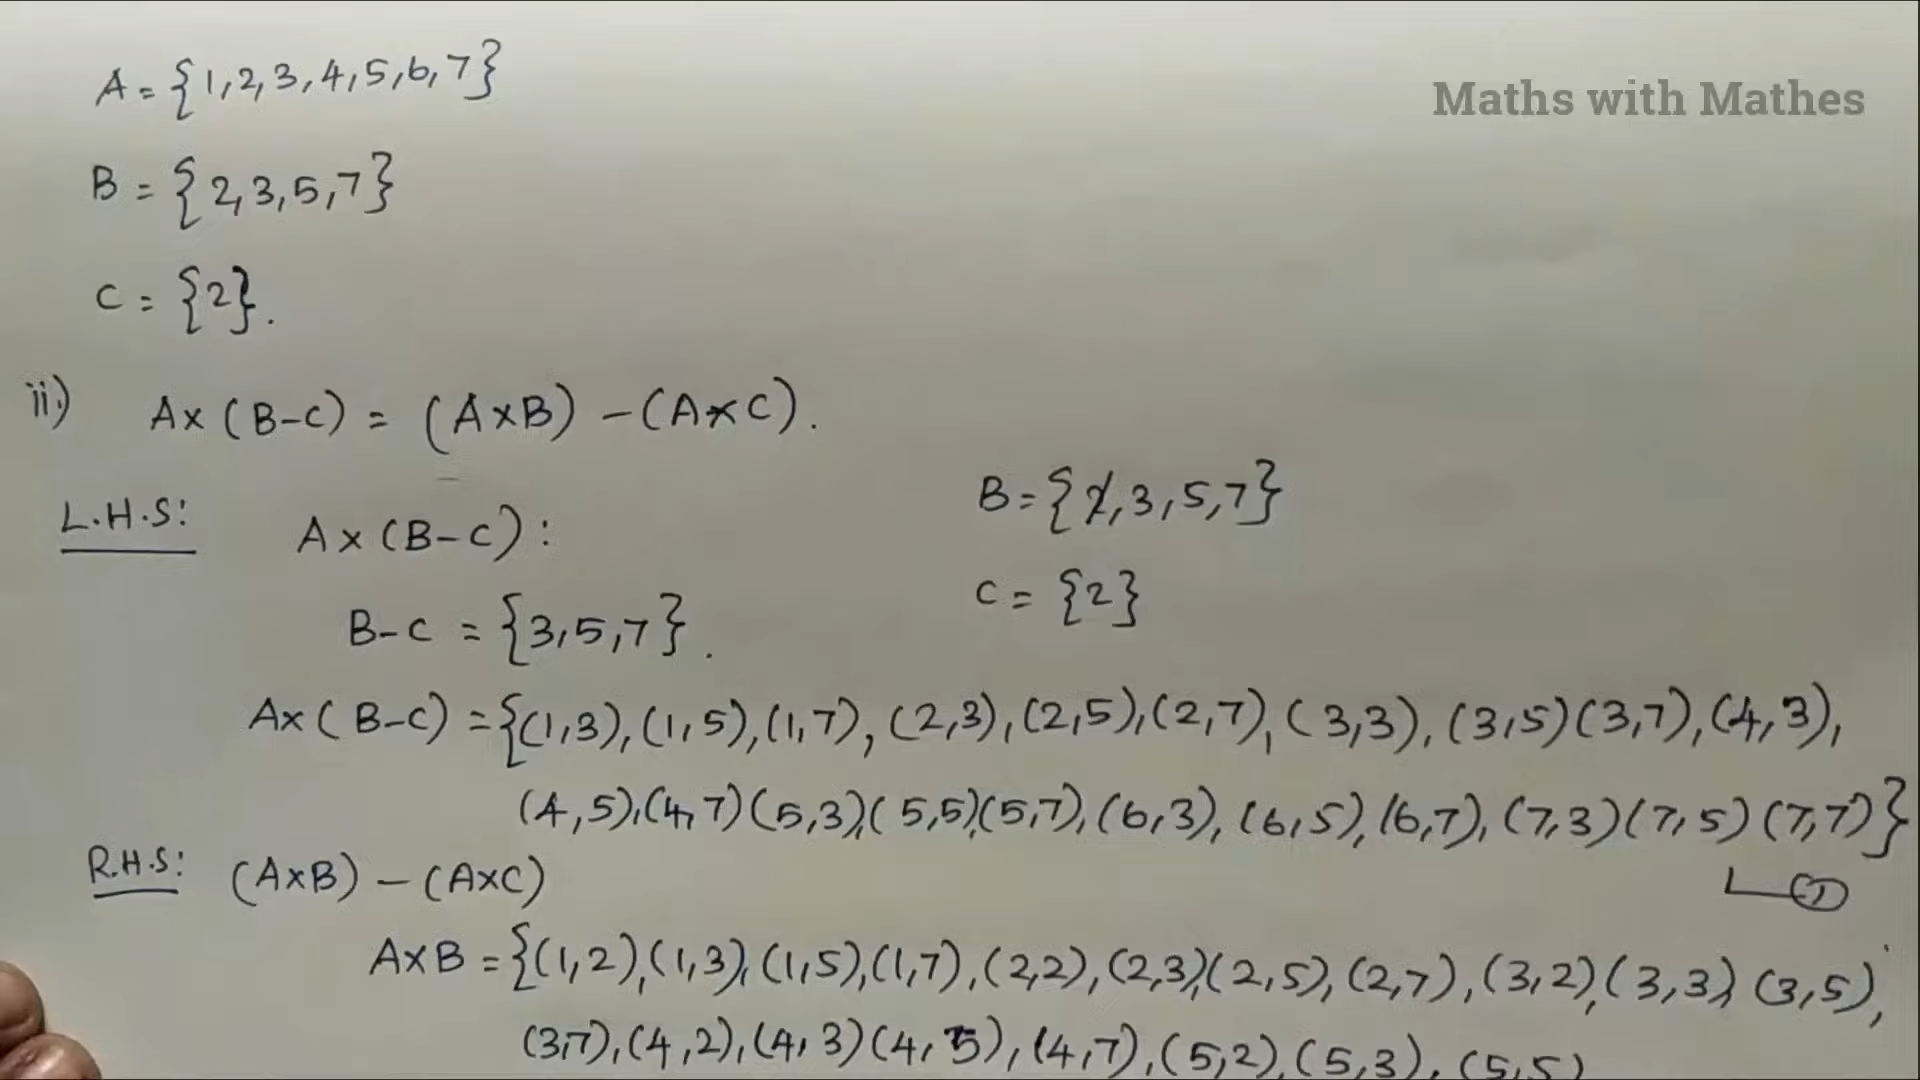 Maths with Mathes
A = {1,2,3,4,5,6,7}
B = {2,3,5,7}
C = {2}.
ii) A×(B-C) = (A×B) - (A×C).
L.H.S: A×(B-C):
B = {2,3,5,7}
C = {2}
B-C = {3,5,7}.
A×(B-C) = {(1,3),(1,5),(1,7),(2,3),(2,5),(2,7),(3,3),(3,5)(3,7),(4,3),
(4,5),(4,7)(5,3),(5,5),(5,7),(6,3),(6,5),(6,7),(7,3)(7,5)(7,7)}
①
R.H.S: (A×B) - (A×C)
A×B = {(1,2),(1,3),(1,5),(1,7),(2,2),(2,3),(2,5),(2,7),(3,2),(3,3),(3,5),
(3,7),(4,2),(4,3)(4,5),(4,7),(5,2),(5,3),(5,5)